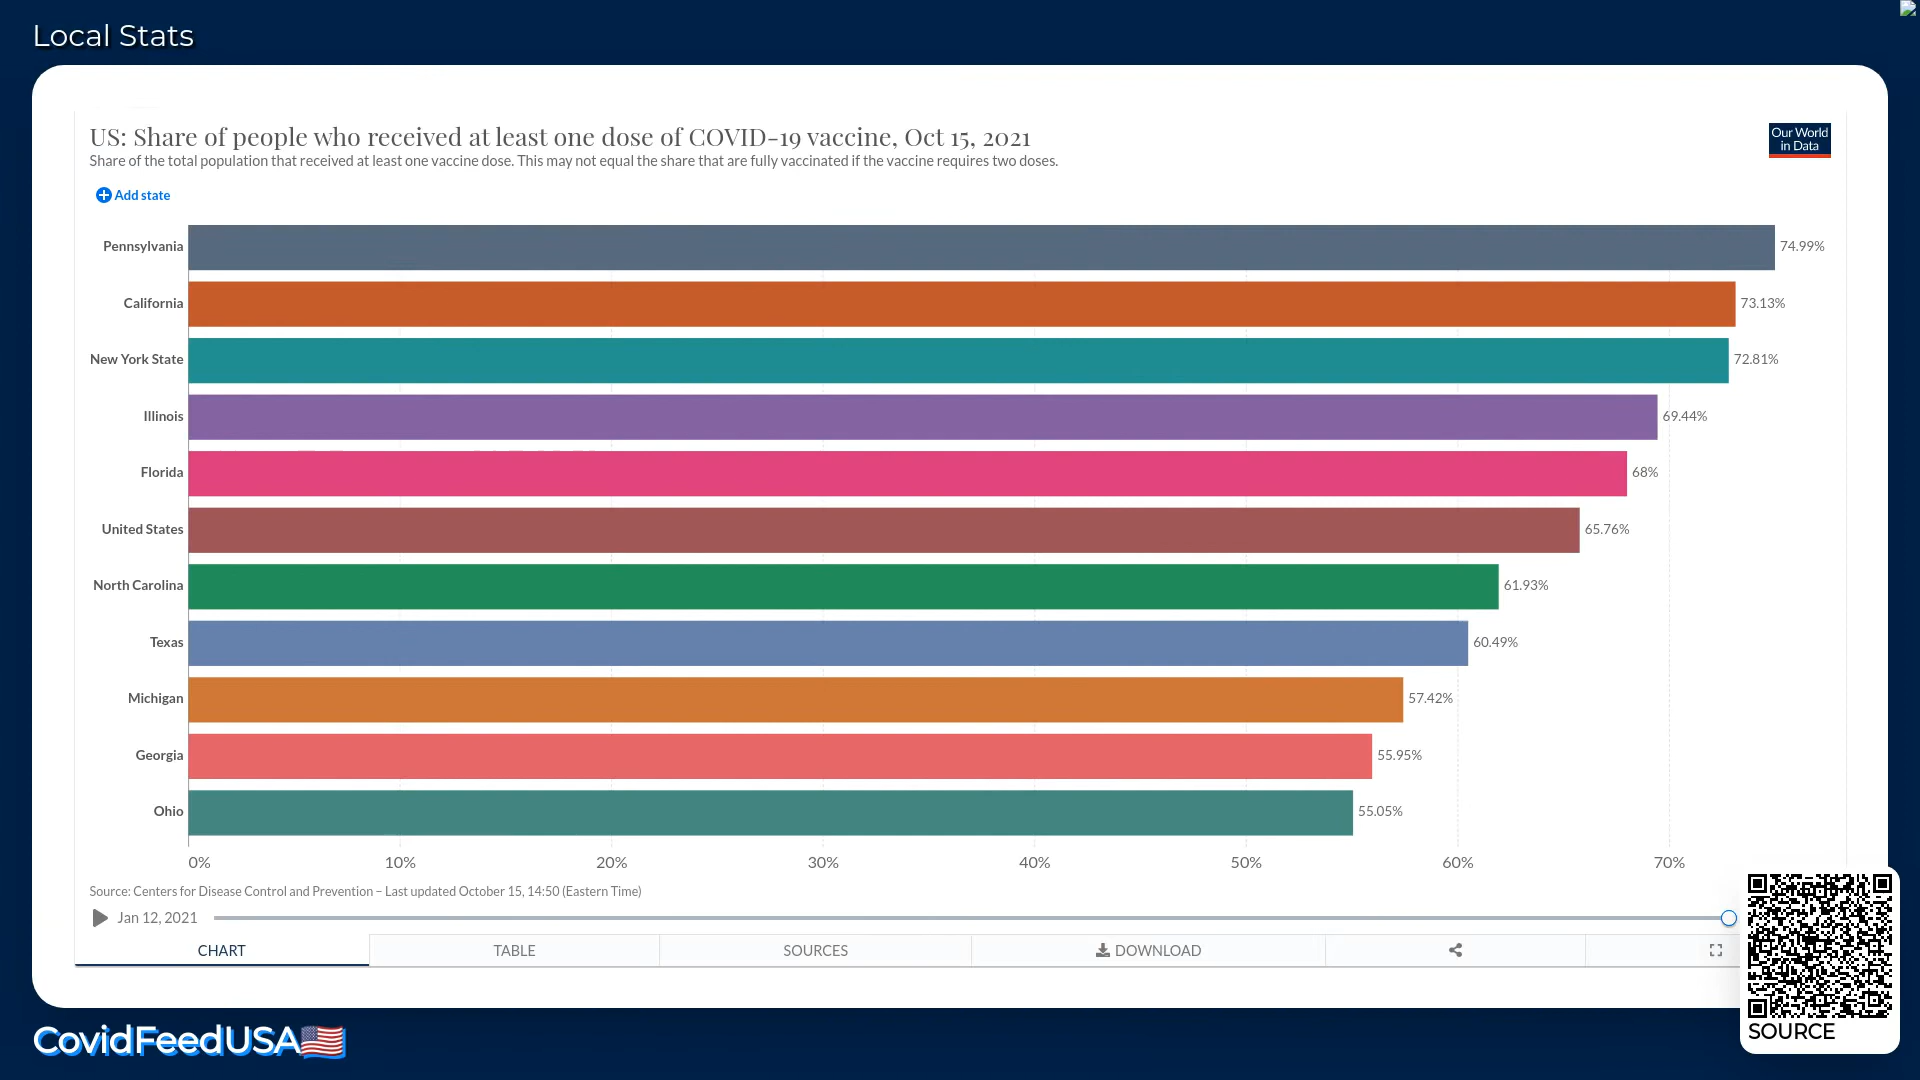 Local Stats
US: Share of people who received at least one dose of COVID-19 vaccine, Oct 15, 2021
Share of the total population that received at least one vaccine dose. This may not equal the share that are fully vaccinated if the vaccine requires two doses.
Our World
in Data
Add state
Pennsylvania 74.99%
California 73.13%
New York State 72.81%
Illinois 69.44%
Florida 68%
United States 65.76%
North Carolina 61.93%
Texas 60.49%
Michigan 57.42%
Georgia 55.95%
Ohio 55.05%
0% 10% 20% 30% 40% 50% 60% 70%
Source: Centers for Disease Control and Prevention – Last updated October 15, 14:50 (Eastern Time)
Jan 12, 2021
CHART TABLE SOURCES DOWNLOAD
SOURCE
CovidFeedUSA